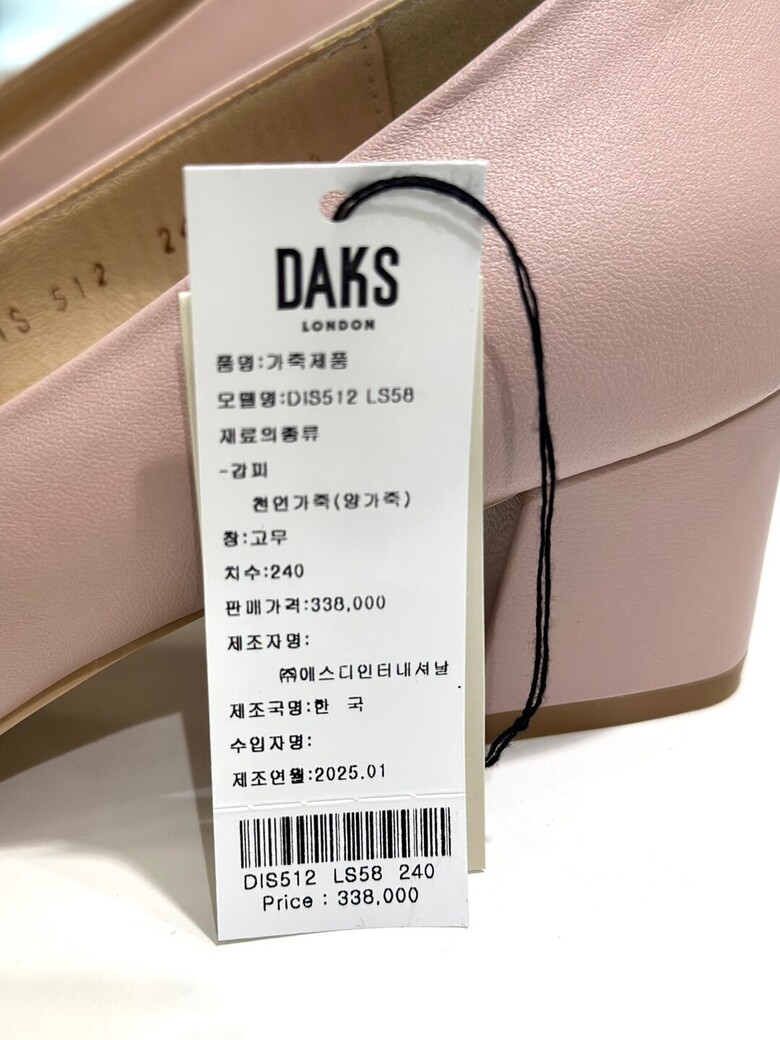 DAKS
LONDON
품명:가죽제품
모델명:DIS512 LS58
재료의종류
-갑피
천연가죽(양가죽)
창:고무
치수:240
판매가격:338,000
제조자명:
㈜에스디인터내셔날
제조국명:한 국
수입자명:
제조연월:2025.01
DIS512 LS58 240
Price : 338,000
512